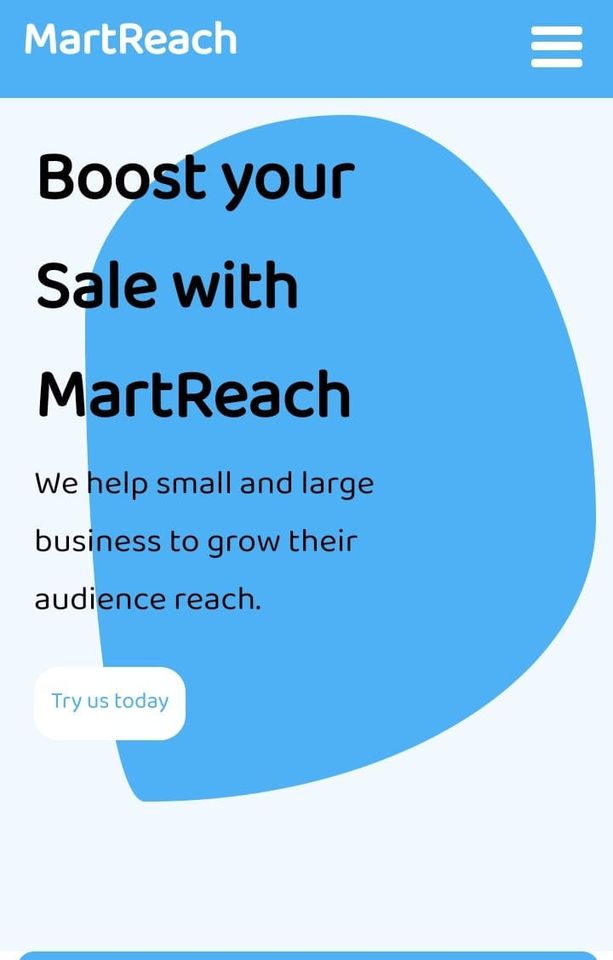 MartReach
Boost your
Sale with
MartReach
We help small and large
business to grow their
audience reach.
Try us today